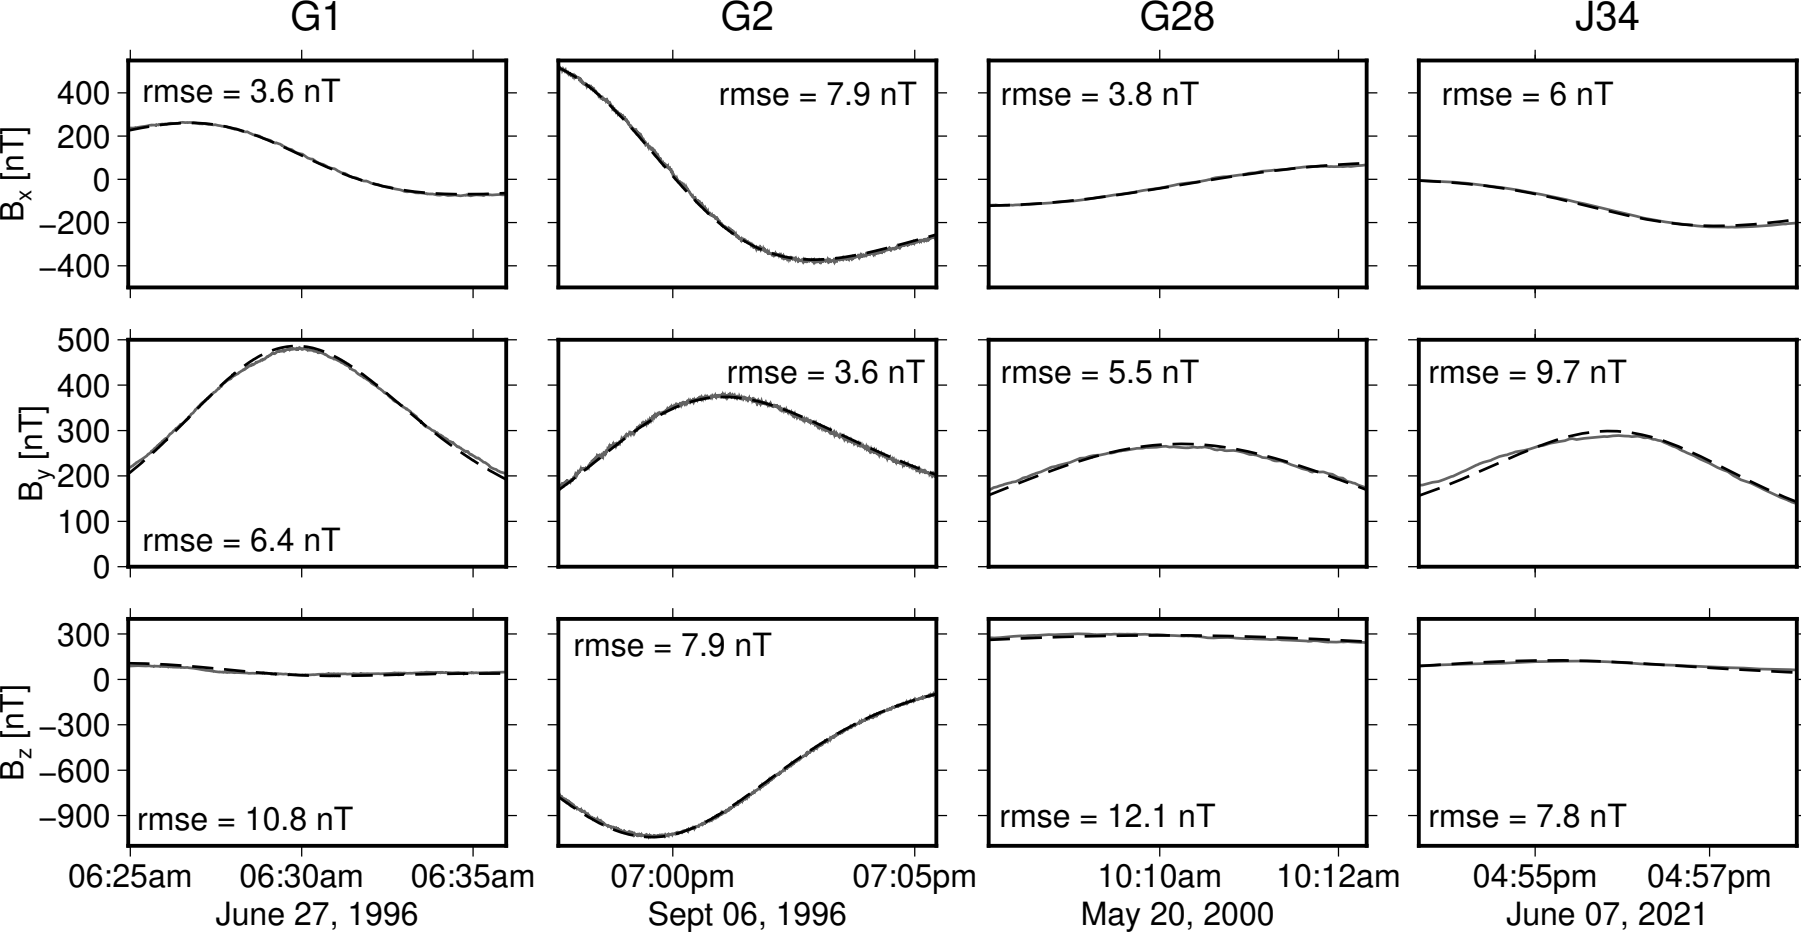 G1 G2 G28 J34
rmse = 3.6 nT rmse = 7.9 nT rmse = 3.8 nT rmse = 6 nT
400
200
0
−200
−400
Bx [nT]
500
400
300
200
100
0
By [nT]
rmse = 3.6 nT rmse = 5.5 nT rmse = 9.7 nT
rmse = 6.4 nT
300
0
−300
−600
−900
Bz [nT]
rmse = 7.9 nT
rmse = 10.8 nT rmse = 12.1 nT rmse = 7.8 nT
06:25am 06:30am 06:35am 07:00pm 07:05pm 10:10am 10:12am 04:55pm 04:57pm
June 27, 1996 Sept 06, 1996 May 20, 2000 June 07, 2021